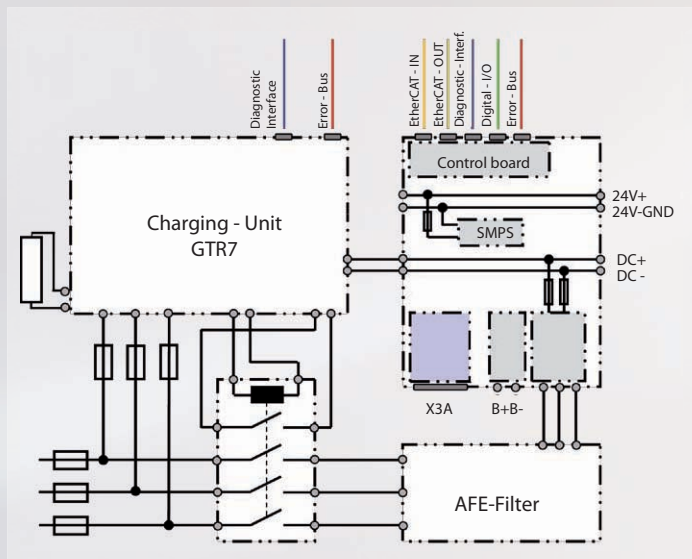 Diagnostic
Interface
Error - Bus
EtherCAT - IN
EtherCAT - OUT
Diagnostic - Interf.
Digital - I/O
Error - Bus
Control board
24V+
24V-GND
SMPS
Charging - Unit
GTR7
DC+
DC -
X3A
B+B-
AFE-Filter